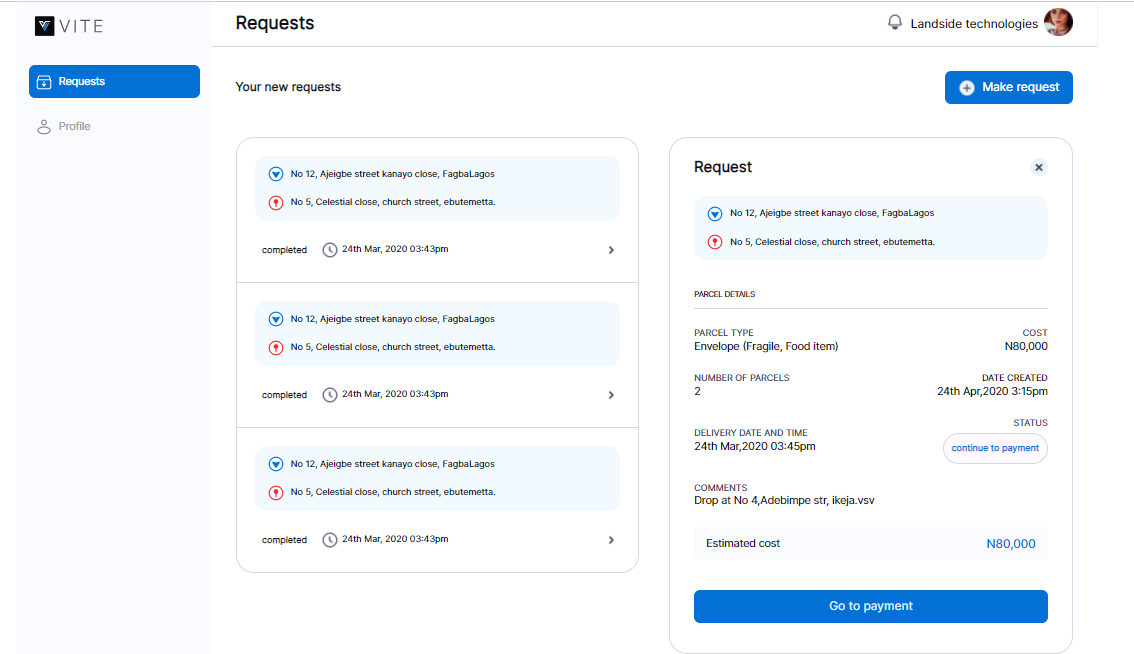 VITE
Requests
Landside technologies
Requests
Profile
Your new requests
Make request
No 12, Ajeigbe street kanayo close, FagbaLagos
No 5, Celestial close, church street, ebutemetta.
completed 24th Mar, 2020 03:43pm
No 12, Ajeigbe street kanayo close, FagbaLagos
No 5, Celestial close, church street, ebutemetta.
completed 24th Mar, 2020 03:43pm
No 12, Ajeigbe street kanayo close, FagbaLagos
No 5, Celestial close, church street, ebutemetta.
completed 24th Mar, 2020 03:43pm
Request
No 12, Ajeigbe street kanayo close, FagbaLagos
No 5, Celestial close, church street, ebutemetta.
PARCEL DETAILS
PARCEL TYPE COST
Envelope (Fragile, Food item) N80,000
NUMBER OF PARCELS DATE CREATED
2 24th Apr,2020 3:15pm
STATUS
DELIVERY DATE AND TIME
24th Mar,2020 03:45pm
continue to payment
COMMENTS
Drop at No 4,Adebimpe str, ikeja.vsv
Estimated cost N80,000
Go to payment